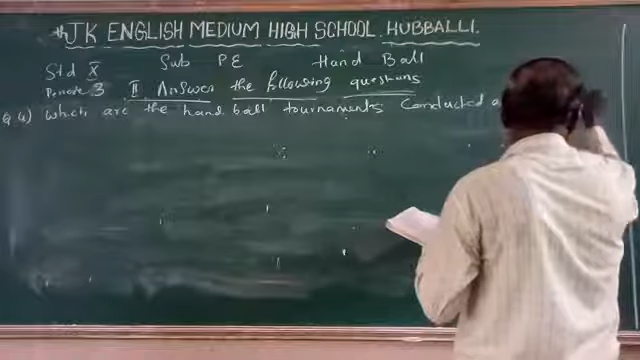 JK ENGLISH MEDIUM HIGH SCHOOL. HUBBALLI.
Std X Sub PE Hand Ball
3 II Answer the following questions
Q 4) which are the hand ball tournaments Conducted